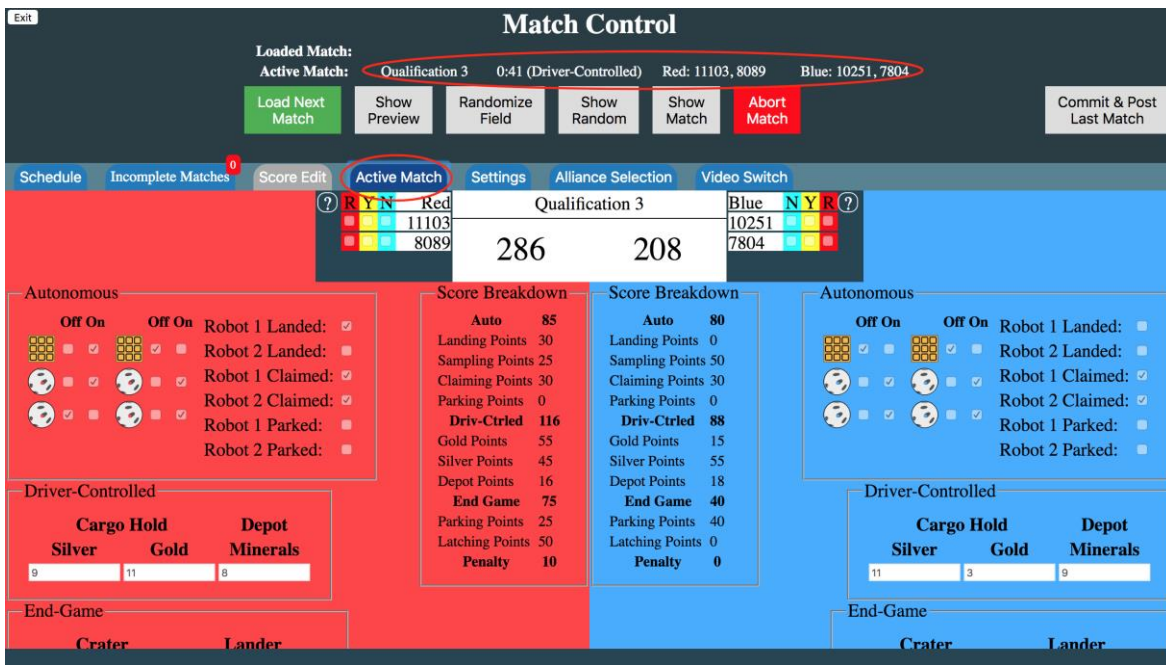 Exit
Match Control
Loaded Match:
Active Match: Qualification 3 0:41 (Driver-Controlled) Red: 11103, 8089 Blue: 10251, 7804
Load Next Match
Show Preview
Randomize Field
Show Random
Show Match
Abort Match
Commit & Post Last Match
Schedule Incomplete Matches 0 Score Edit Active Match Settings Alliance Selection Video Switch
? R Y N Red Qualification 3 Blue N Y R ?
11103 10251
8089 286 208 7804
Autonomous
Off On Off On
Robot 1 Landed:
Robot 2 Landed:
Robot 1 Claimed:
Robot 2 Claimed:
Robot 1 Parked:
Robot 2 Parked:
Driver-Controlled
Cargo Hold Depot
Silver Gold Minerals
9 11 8
End-Game
Crater Lander
Score Breakdown
Auto 85
Landing Points 30
Sampling Points 25
Claiming Points 30
Parking Points 0
Driv-Ctrled 116
Gold Points 55
Silver Points 45
Depot Points 16
End Game 75
Parking Points 25
Latching Points 50
Penalty 10
Score Breakdown
Auto 80
Landing Points 0
Sampling Points 50
Claiming Points 30
Parking Points 0
Driv-Ctrled 88
Gold Points 15
Silver Points 55
Depot Points 18
End Game 40
Parking Points 40
Latching Points 0
Penalty 0
Autonomous
Off On Off On
Robot 1 Landed:
Robot 2 Landed:
Robot 1 Claimed:
Robot 2 Claimed:
Robot 1 Parked:
Robot 2 Parked:
Driver-Controlled
Cargo Hold Depot
Silver Gold Minerals
11 3 9
End-Game
Crater Lander